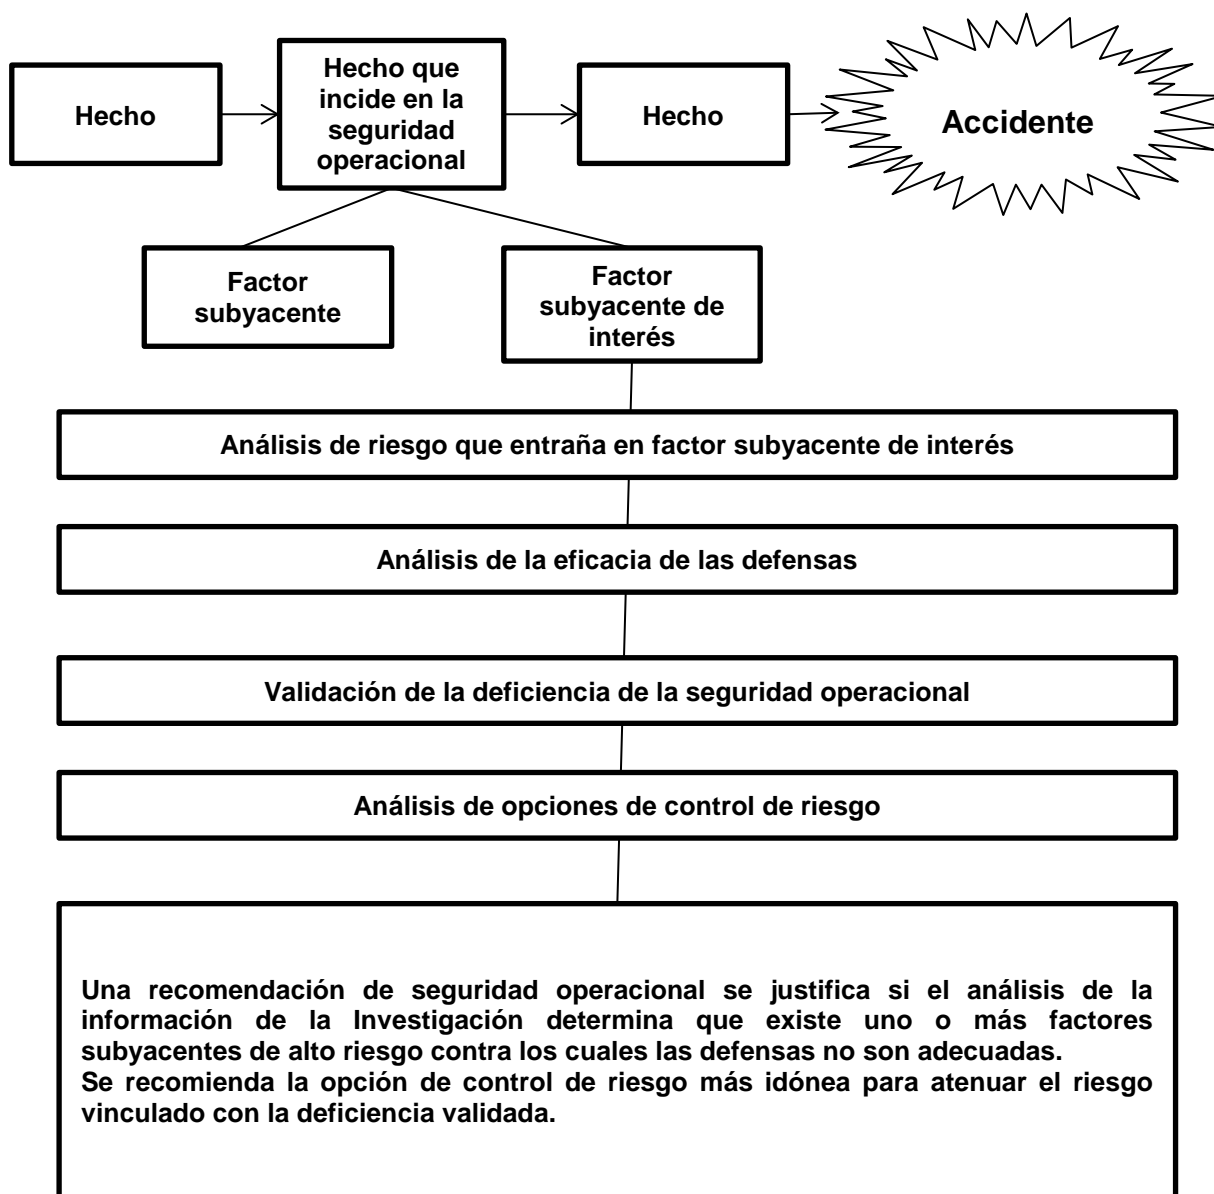 Hecho
Hecho que
incide en la
seguridad
operacional
Hecho
Accidente
Factor
subyacente
Factor
subyacente de
interés
Análisis de riesgo que entraña en factor subyacente de interés
Análisis de la eficacia de las defensas
Validación de la deficiencia de la seguridad operacional
Análisis de opciones de control de riesgo
Una recomendación de seguridad operacional se justifica si el análisis de la
información de la Investigación determina que existe uno o más factores
subyacentes de alto riesgo contra los cuales las defensas no son adecuadas.
Se recomienda la opción de control de riesgo más idónea para atenuar el riesgo
vinculado con la deficiencia validada.